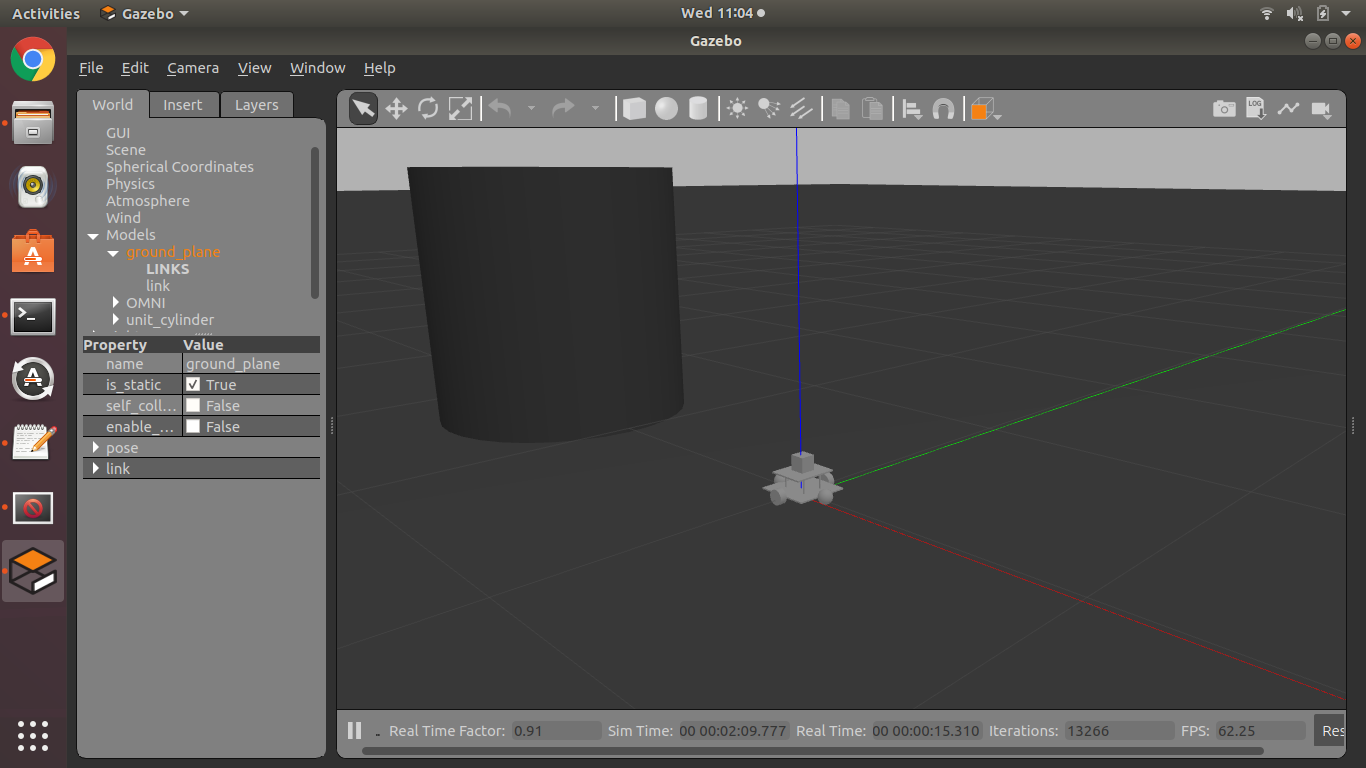 Activities Gazebo Wed 11:04
Gazebo
File Edit Camera View Window Help
World Insert Layers
LOG
GUI
Scene
Spherical Coordinates
Physics
Atmosphere
Wind
Models
ground_plane
LINKS
link
OMNI
unit_cylinder
Property Value
name ground_plane
is_static True
self_coll... False
enable_... False
pose
link
Real Time Factor: 0.91 Sim Time: 00 00:02:09.777 Real Time: 00 00:00:15.310 Iterations: 13266 FPS: 62.25 Res